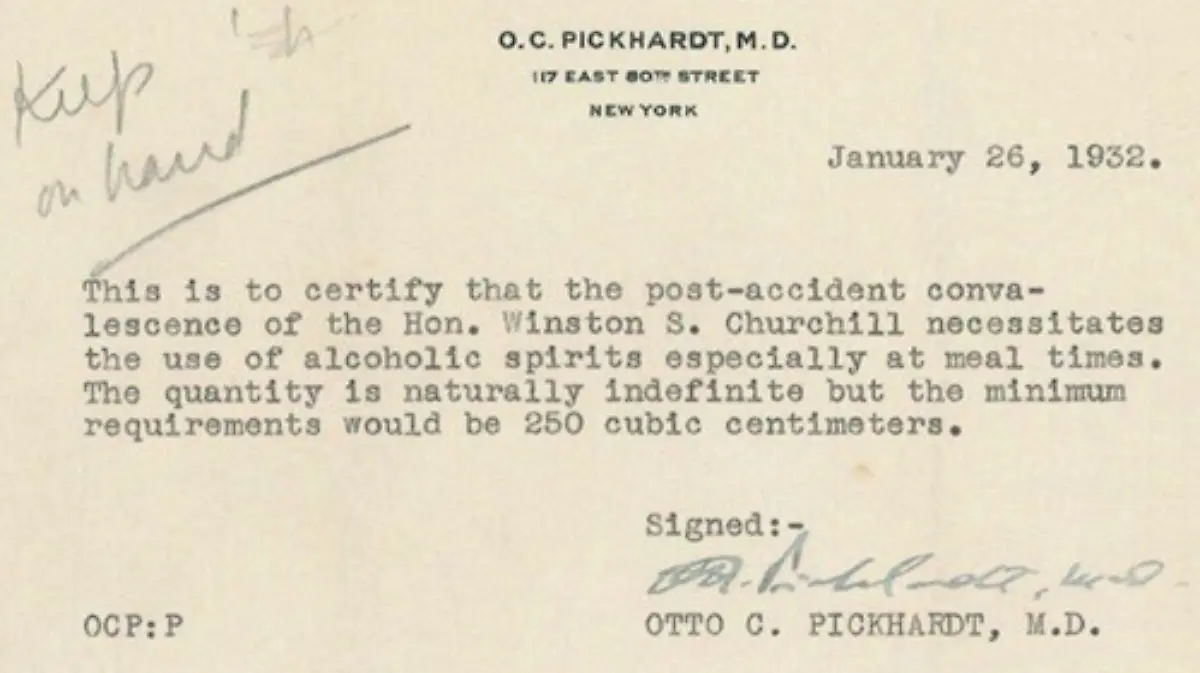 Keep
on hand
O. C. PICKHARDT, M. D.
117 EAST 80TH STREET
NEW YORK
January 26, 1932.
This is to certify that the post-accident conva-
lescence of the Hon. Winston S. Churchill necessitates
the use of alcoholic spirits especially at meal times.
The quantity is naturally indefinite but the minimum
requirements would be 250 cubic centimeters.
Signed:-
O.C. Pickhardt, M.D.
OCP:P
OTTO C. PICKHARDT, M.D.